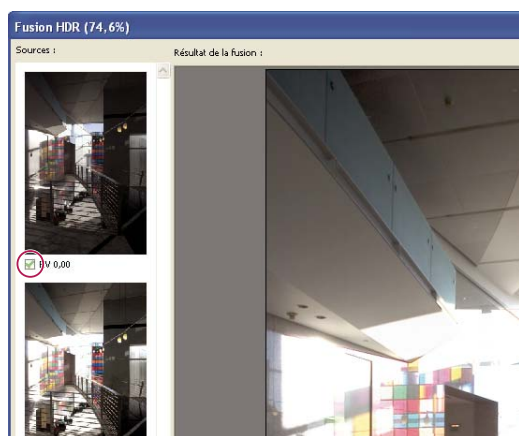 Fusion HDR (74,6%)
Sources :
Résultat de la fusion :
EV 0,00